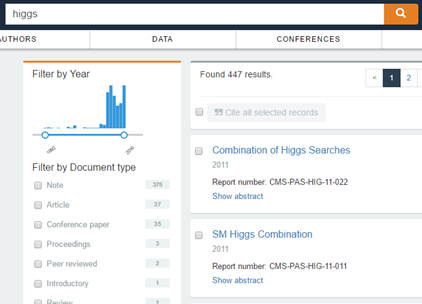 higgs
AUTHORS
DATA
CONFERENCES
Filter by Year
Found 447 results.
<
1
2
Cite all selected records
Combination of Higgs Searches
2011
Report number: CMS-PAS-HIG-11-022
Show abstract
Filter by Document type
Note 375
Article 37
Conference paper 35
Proceedings 3
Peer reviewed 2
Introductory 1
Review
SM Higgs Combination
2011
Report number: CMS-PAS-HIG-11-011
Show abstract